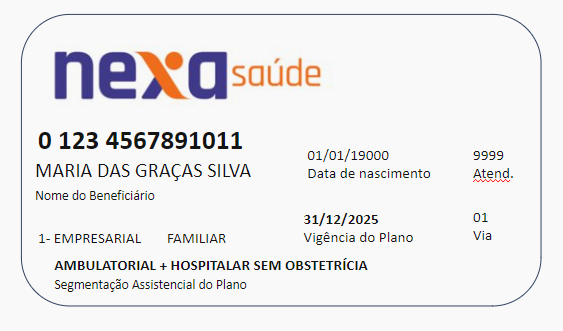 nexa saúde
0 123 4567891011
MARIA DAS GRAÇAS SILVA
Nome do Beneficiário
01/01/19000
Data de nascimento
9999
Atend.
31/12/2025
Vigência do Plano
01
Via
1- EMPRESARIAL FAMILIAR
AMBULATORIAL + HOSPITALAR SEM OBSTETRÍCIA
Segmentação Assistencial do Plano